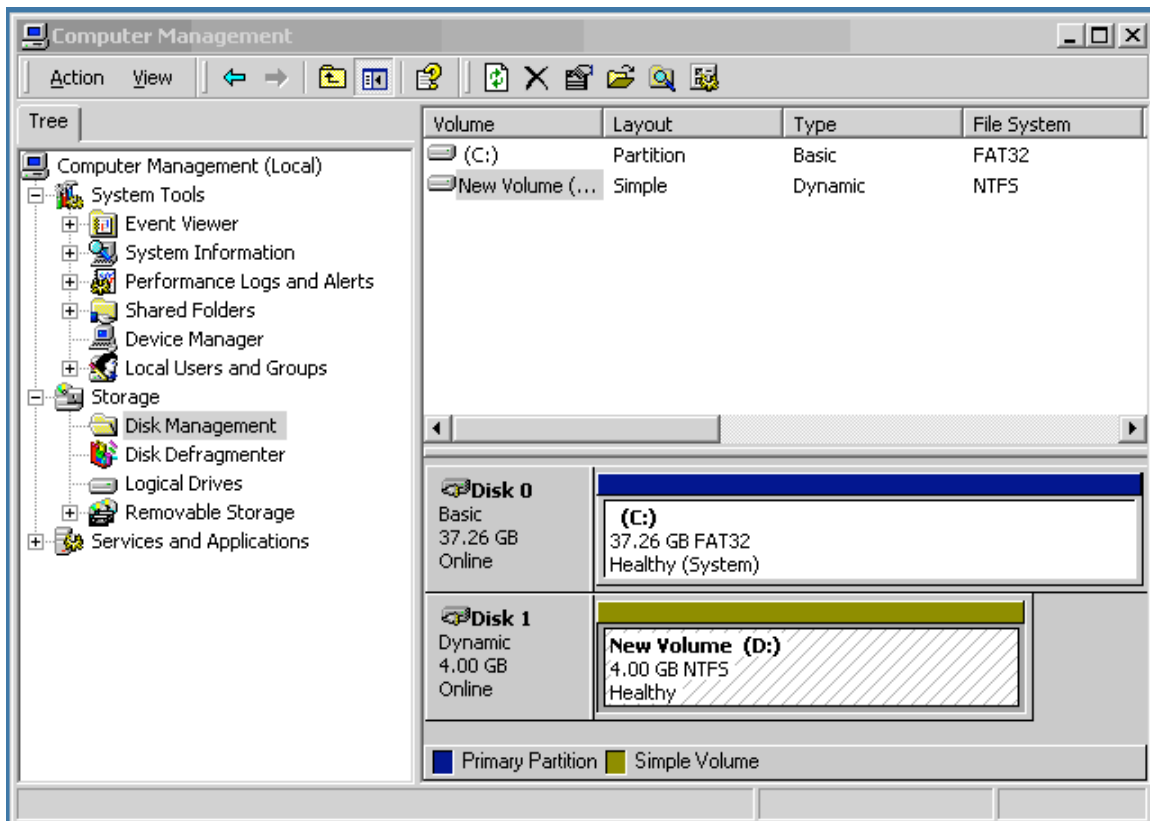 Computer Management
Action View
Tree
Computer Management (Local)
System Tools
Event Viewer
System Information
Performance Logs and Alerts
Shared Folders
Device Manager
Local Users and Groups
Storage
Disk Management
Disk Defragmenter
Logical Drives
Removable Storage
Services and Applications
Volume Layout Type File System
(C:) Partition Basic FAT32
New Volume (... Simple Dynamic NTFS
Disk 0
Basic
37.26 GB
Online
(C:)
37.26 GB FAT32
Healthy (System)
Disk 1
Dynamic
4.00 GB
Online
New Volume (D:)
4.00 GB NTFS
Healthy
Primary Partition Simple Volume